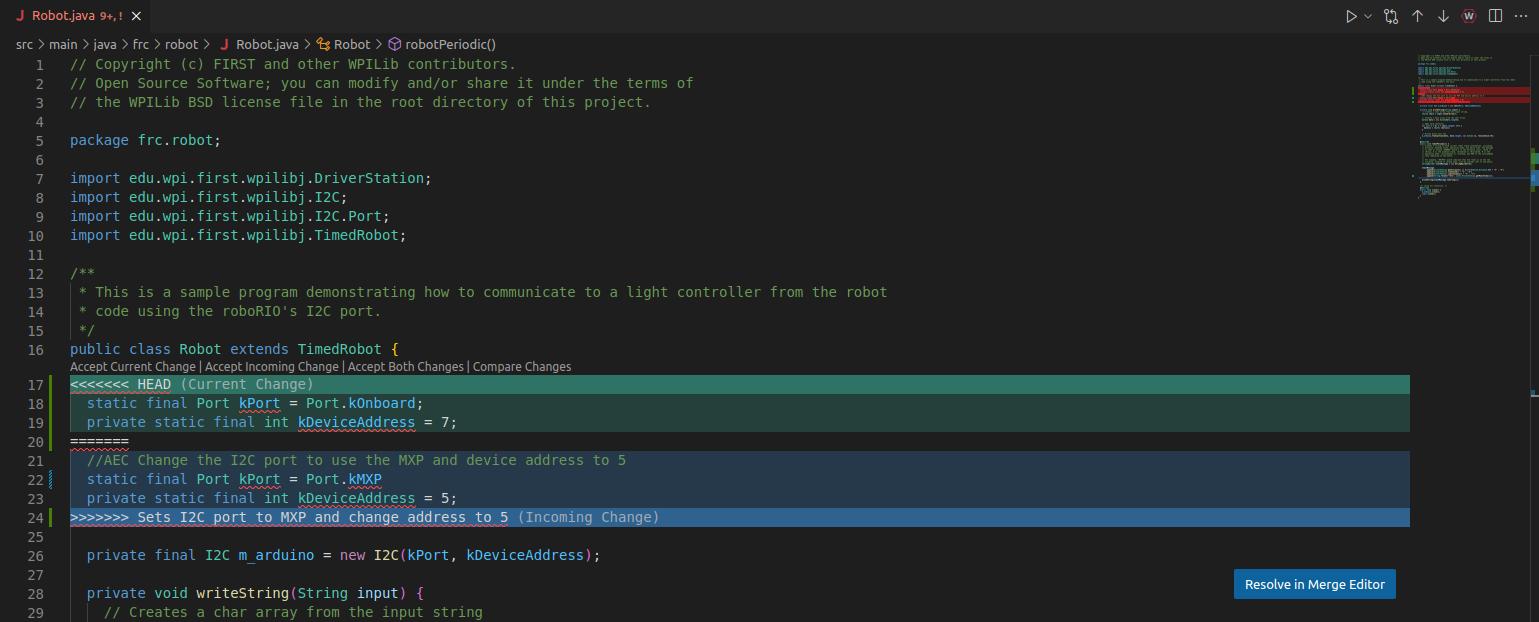 Robot.java 9+, !
src > main > java > frc > robot > Robot.java > Robot > robotPeriodic()
1 // Copyright (c) FIRST and other WPILib contributors.
2 // Open Source Software; you can modify and/or share it under the terms of
3 // the WPILib BSD license file in the root directory of this project.
4
5 package frc.robot;
6
7 import edu.wpi.first.wpilibj.DriverStation;
8 import edu.wpi.first.wpilibj.I2C;
9 import edu.wpi.first.wpilibj.I2C.Port;
10 import edu.wpi.first.wpilibj.TimedRobot;
11
12 /**
13 * This is a sample program demonstrating how to communicate to a light controller from the robot
14 * code using the roboRIO's I2C port.
15 */
16 public class Robot extends TimedRobot {
Accept Current Change | Accept Incoming Change | Accept Both Changes | Compare Changes
17 <<<<<<< HEAD (Current Change)
18 static final Port kPort = Port.kOnboard;
19 private static final int kDeviceAddress = 7;
20 =======
21 //AEC Change the I2C port to use the MXP and device address to 5
22 static final Port kPort = Port.kMXP
23 private static final int kDeviceAddress = 5;
24 >>>>>>> Sets I2C port to MXP and change address to 5 (Incoming Change)
25
26 private final I2C m_arduino = new I2C(kPort, kDeviceAddress);
27
Resolve in Merge Editor
28 private void writeString(String input) {
29 // Creates a char array from the input string